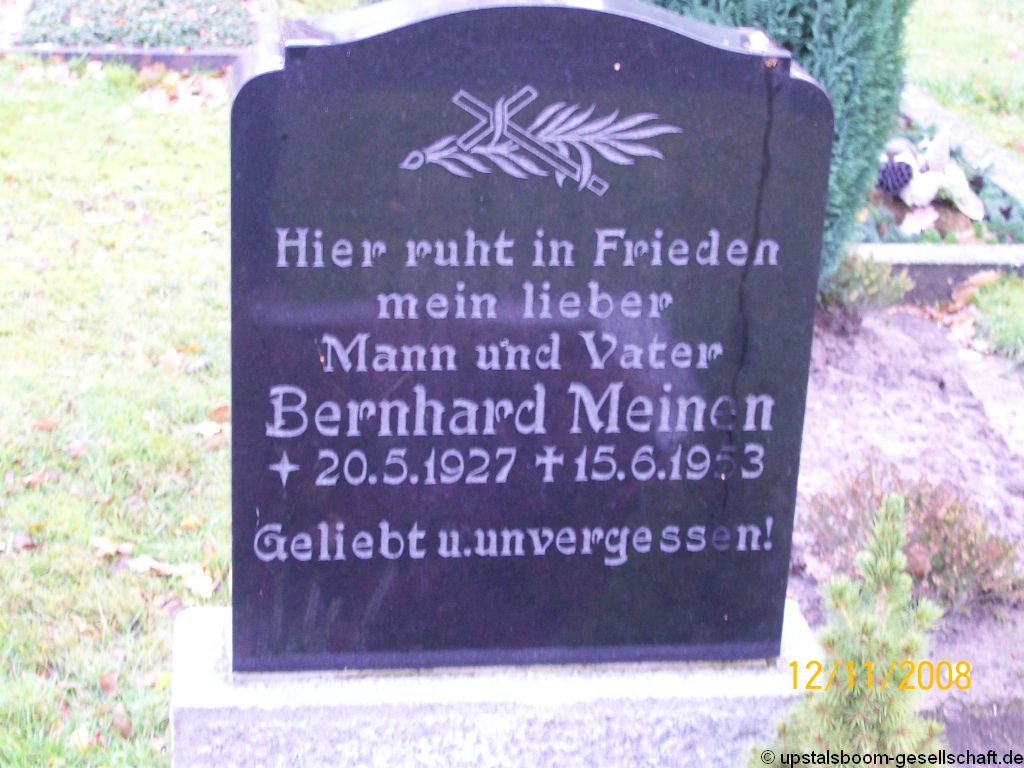 Hier ruht in Frieden
mein lieber
Mann und Vater
Bernhard Meinen
20.5.1927 15.6.1953
Geliebt u. unvergessen!
12/11/2008
© upstalsboom-gesellschaft.de